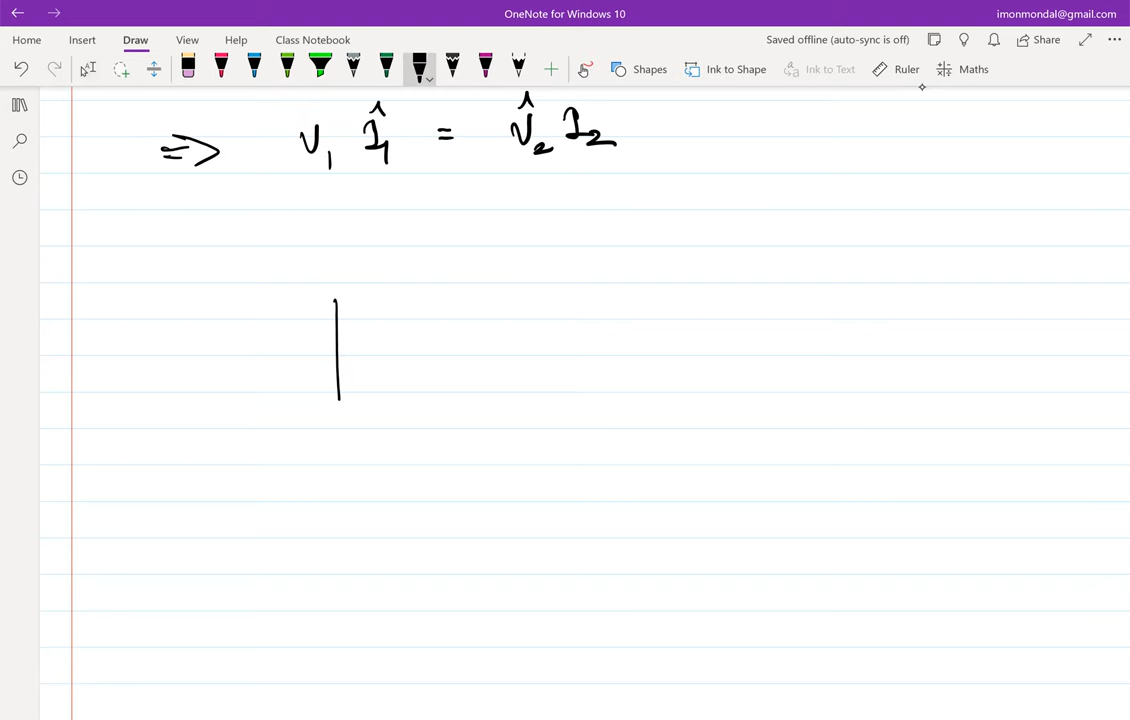 OneNote for Windows 10
imonmondal@gmail.com
Home Insert Draw View Help Class Notebook
Saved offline (auto-sync is off) Share
Shapes Ink to Shape Ink to Text Ruler Maths
=> V₁ Î₁ = V̂₂ I₂